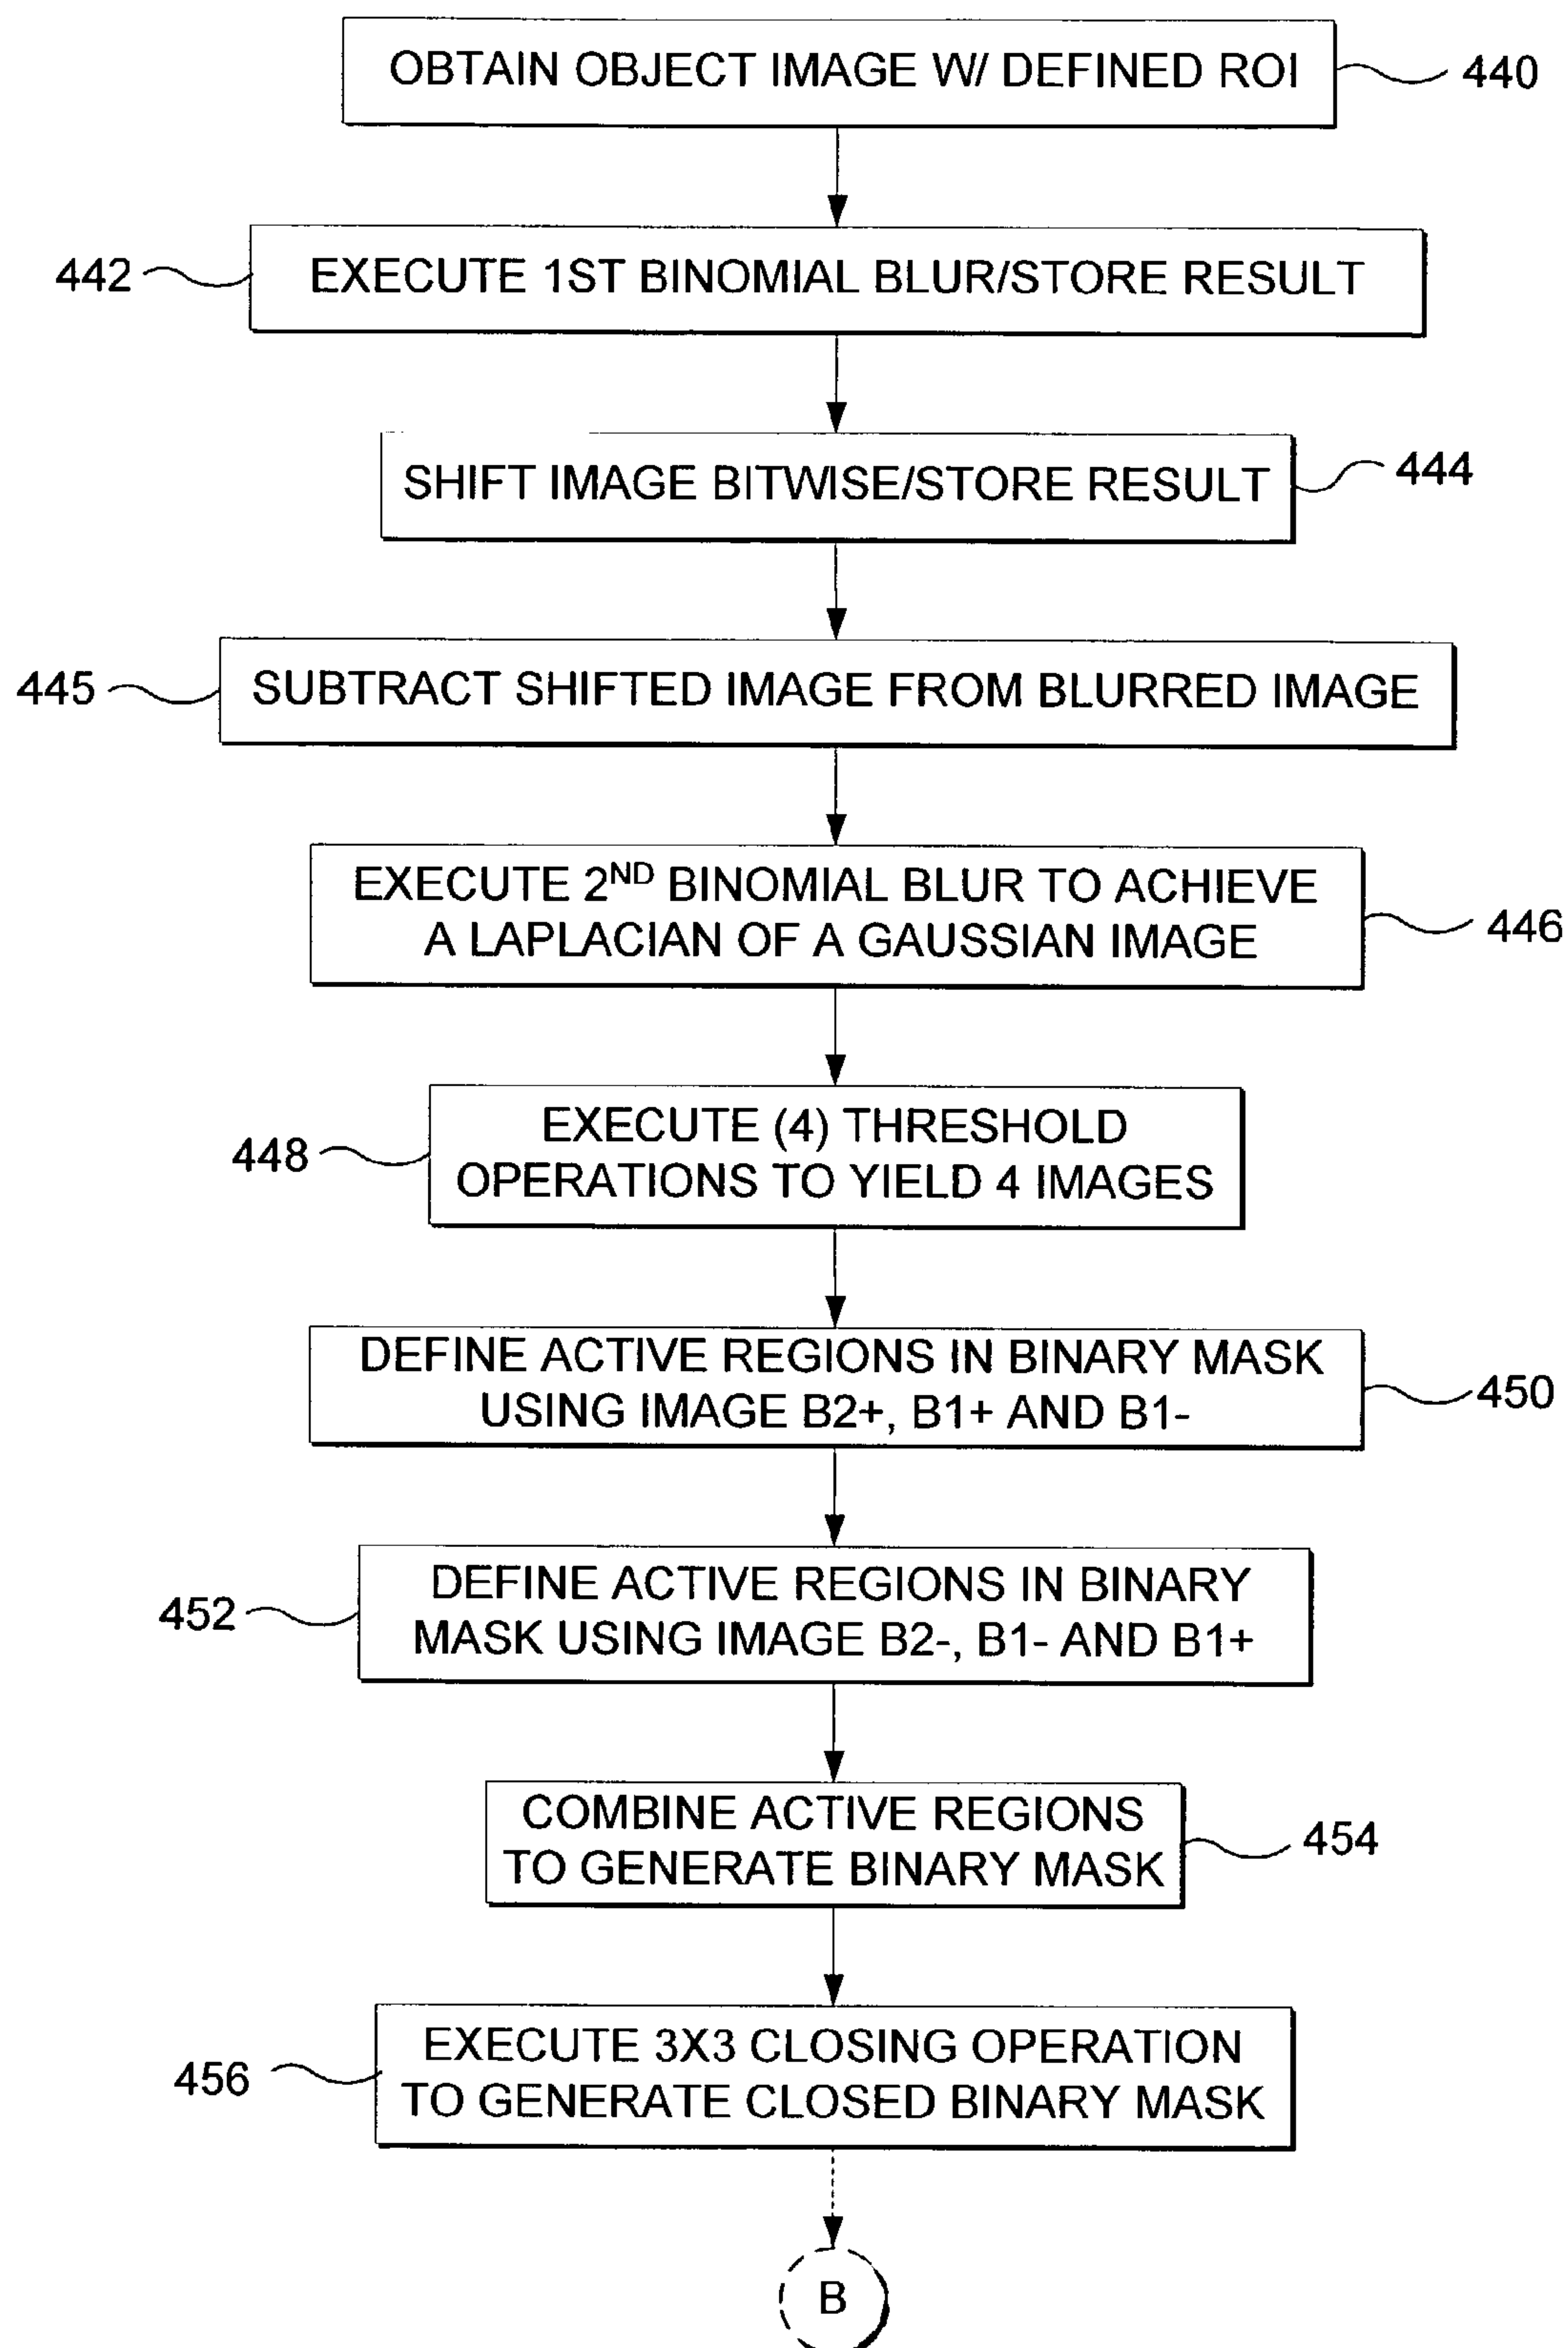 OBTAIN OBJECT IMAGE W/ DEFINED ROI
440
442
EXECUTE 1ST BINOMIAL BLUR/STORE RESULT
SHIFT IMAGE BITWISE/STORE RESULT
444
445
SUBTRACT SHIFTED IMAGE FROM BLURRED IMAGE
EXECUTE 2ND BINOMIAL BLUR TO ACHIEVE
A LAPLACIAN OF A GAUSSIAN IMAGE
446
448
EXECUTE (4) THRESHOLD
OPERATIONS TO YIELD 4 IMAGES
DEFINE ACTIVE REGIONS IN BINARY MASK
USING IMAGE B2+, B1+ AND B1-
450
452
DEFINE ACTIVE REGIONS IN BINARY
MASK USING IMAGE B2-, B1- AND B1+
COMBINE ACTIVE REGIONS
TO GENERATE BINARY MASK
454
456
EXECUTE 3X3 CLOSING OPERATION
TO GENERATE CLOSED BINARY MASK
B